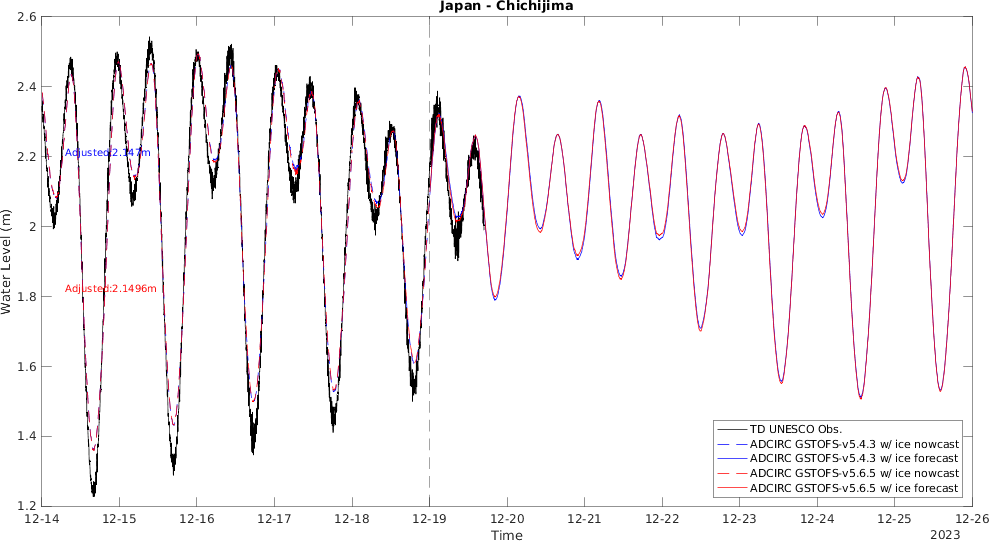 Japan - Chichijima
Water Level (m)
2.6
2.4
2.2
2
1.8
1.6
1.4
1.2
Adjusted:2.147m
Adjusted:2.1496m
TD UNESCO Obs.
ADCIRC GSTOFS-v5.4.3 w/ ice nowcast
ADCIRC GSTOFS-v5.4.3 w/ ice forecast
ADCIRC GSTOFS-v5.6.5 w/ ice nowcast
ADCIRC GSTOFS-v5.6.5 w/ ice forecast
12-14 12-15 12-16 12-17 12-18 12-19 12-20 12-21 12-22 12-23 12-24 12-25 12-26
Time
2023